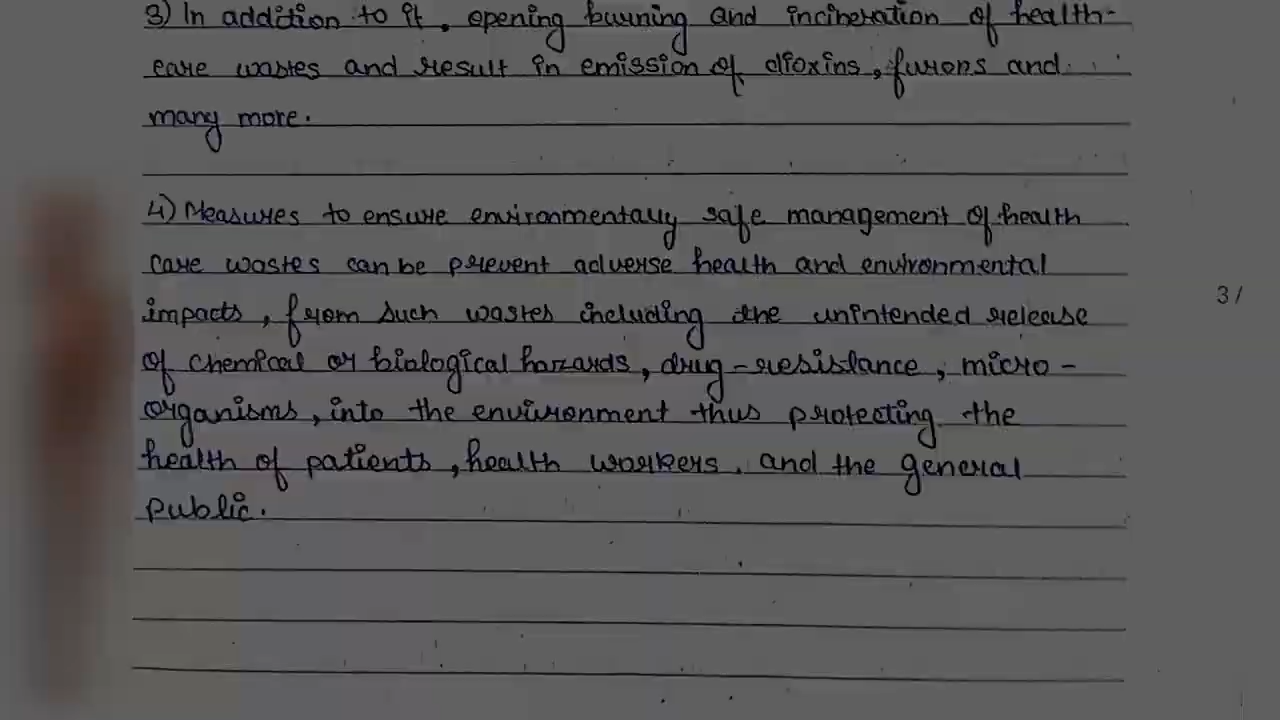 3) In addition to it, opening burning and incineration of health-
care wastes and result in emission of dioxins, furons and
many more.
4) Measures to ensure environmentally safe management of health
care wastes can be prevent adverse health and environmental
impacts, from such wastes including the unintended release
of chemical or biological hazards, drug-resistance, micro-
organisms, into the environment thus protecting the
health of patients, health workers, and the general
public.
3/